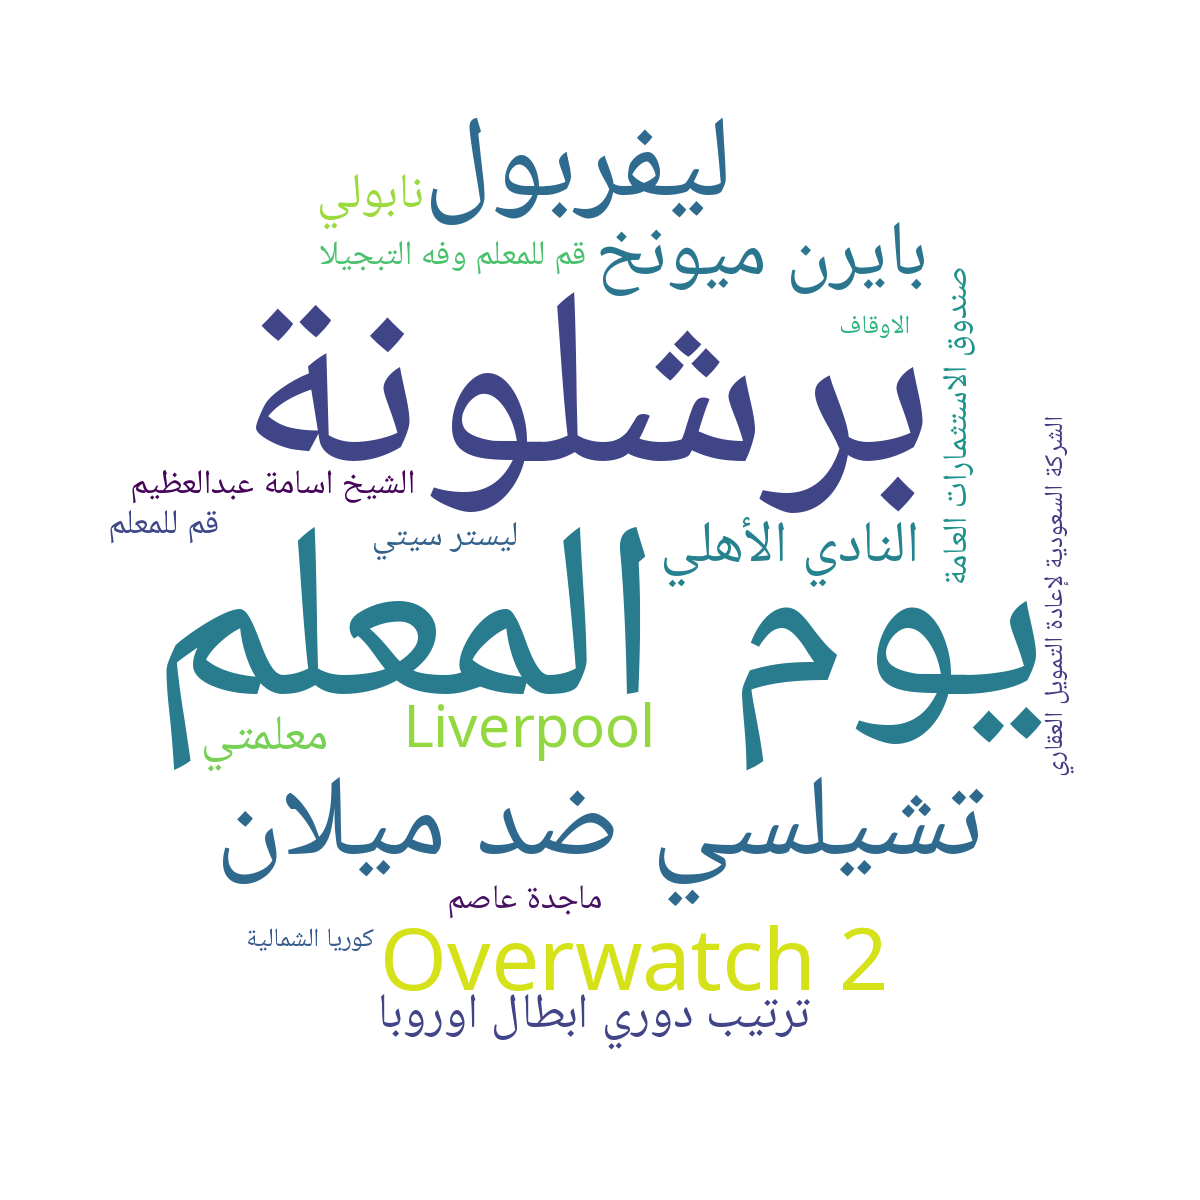 ليفربول
نابولي
بايرن ميونخ
قم للمعلم وفه التبجيلا
صندوق الاستثمارات العامة
الاوقاف
برشلونة
الشركة السعودية لإعادة التمويل العقاري
الشيخ اسامة عبدالعظيم
قم للمعلم
ليستر سيتي
النادي الأهلي
يوم المعلم
Liverpool
معلمتي
تشيلسي ضد ميلان
ماجدة عاصم
كوريا الشمالية
Overwatch 2
ترتيب دوري ابطال اوروبا